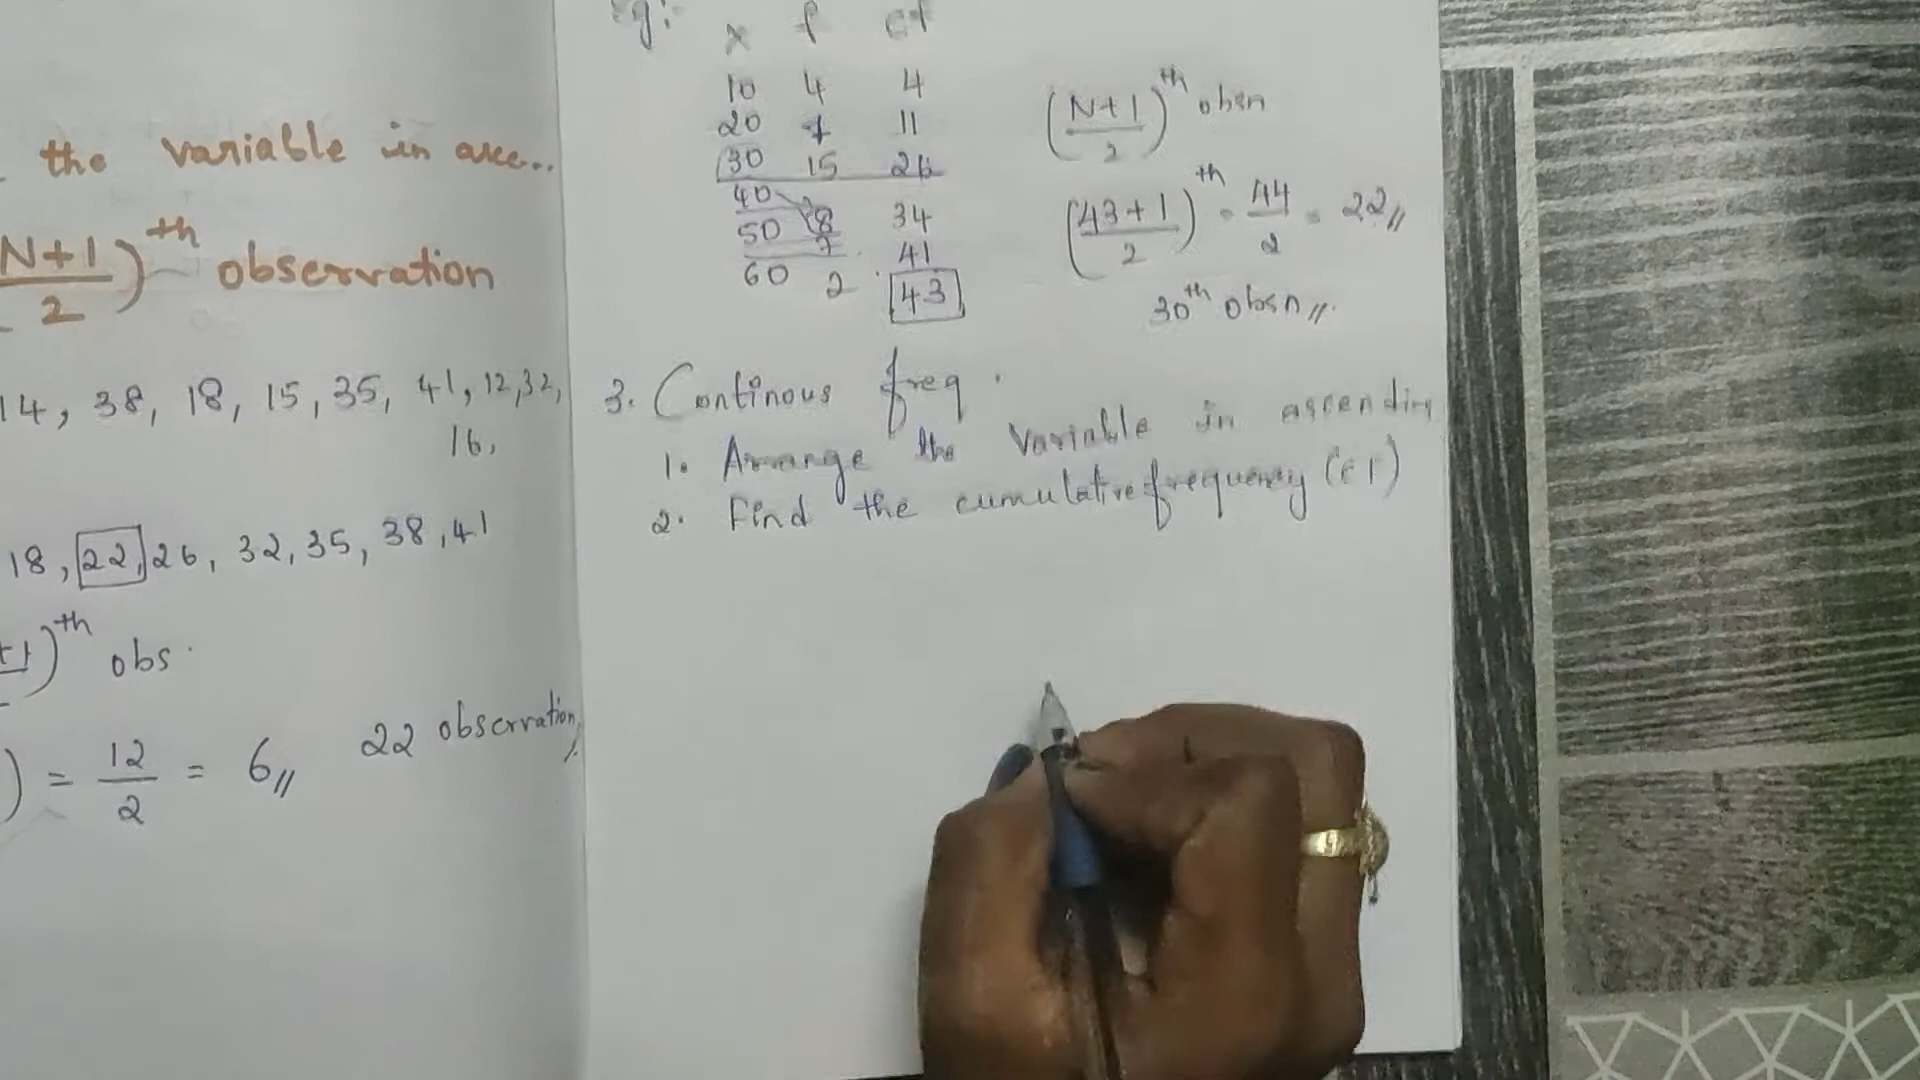 the variable in asce..
(N+1/2)th observation
14, 38, 18, 15, 35, 41, 12, 32,
16,
18, 22, 26, 32, 35, 38, 41
+1)th obs.
) = 12/2 = 6// 22 observation//
Eg:- x f cf
10 4 4
20 7 11
30 15 26
40
50 8 34
7 41
60 2 43
(N+1/2)th obsn
(43+1/2)th = 44/2 = 22//
30th obsn//.
3. Continous freq.
1. Arrange the variable in ascending
2. Find the cumulative frequency (cf)